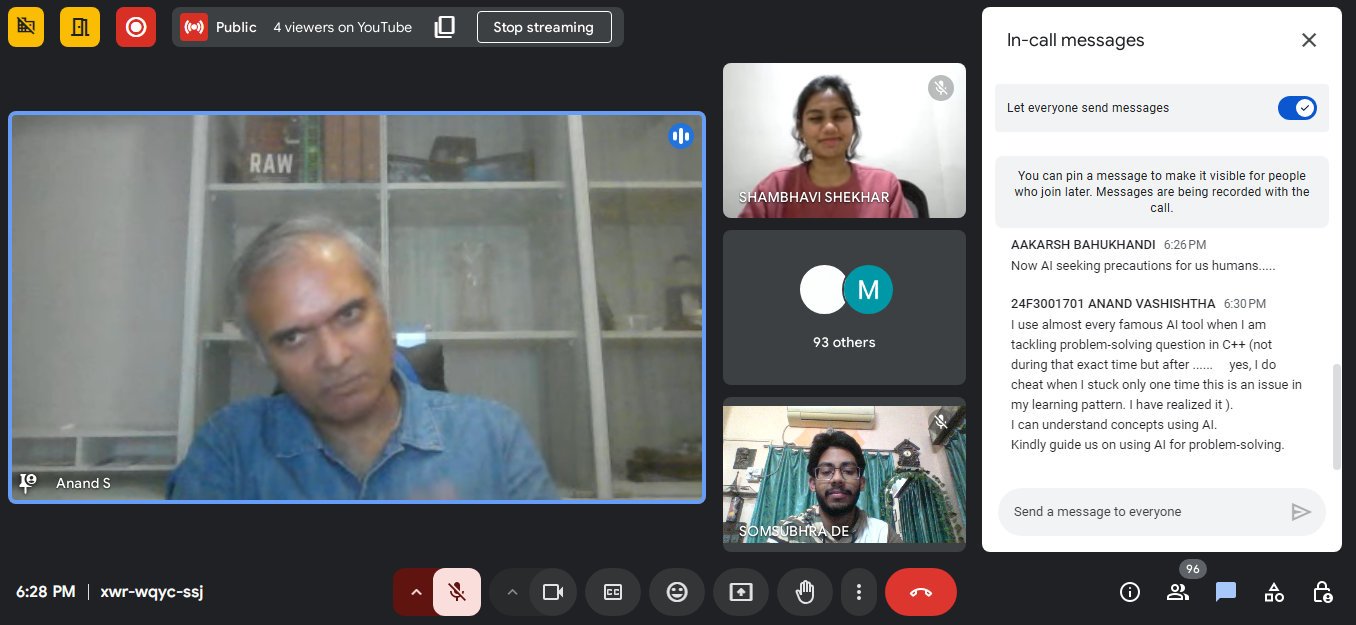 Public 4 viewers on YouTube Stop streaming
RAW
Anand S
SHAMBHAVI SHEKHAR
M
93 others
SOMSUBHRA DE
In-call messages
Let everyone send messages
You can pin a message to make it visible for people
who join later. Messages are being recorded with the
call.
AAKARSH BAHUKHANDI 6:26 PM
Now AI seeking precautions for us humans.....
24F3001701 ANAND VASHISHTHA 6:30 PM
I use almost every famous AI tool when I am
tackling problem-solving question in C++ (not
during that exact time but after ...... yes, I do
cheat when I stuck only one time this is an issue in
my learning pattern. I have realized it ).
I can understand concepts using AI.
Kindly guide us on using AI for problem-solving.
Send a message to everyone
6:28 PM | xwr-wqyc-ssj
CC
96